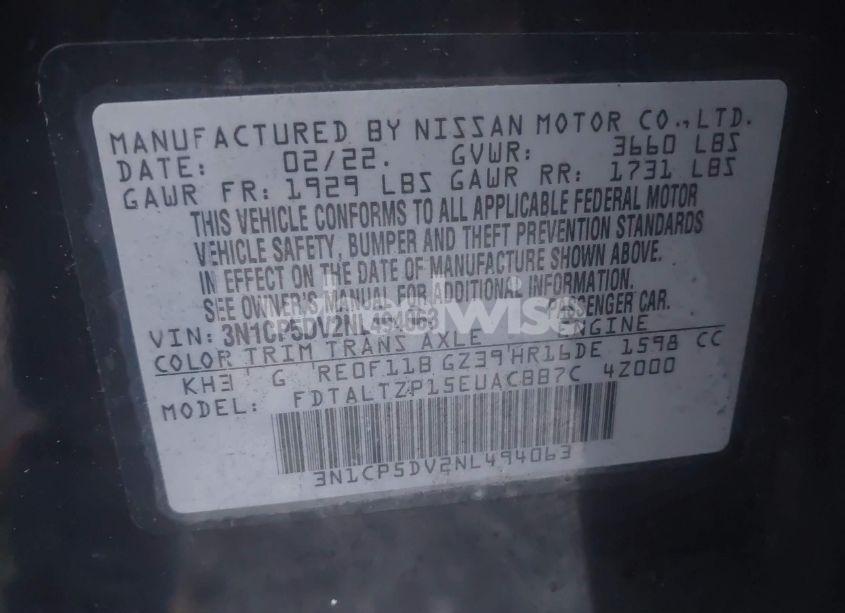 MANUFACTURED BY NISSAN MOTOR CO., LTD.
DATE: 02/22. GVWR: 3660 LBS
GAWR FR: 1929 LBS GAWR RR: 1731 LBS
THIS VEHICLE CONFORMS TO ALL APPLICABLE FEDERAL MOTOR
VEHICLE SAFETY, BUMPER AND THEFT PREVENTION STANDARDS
IN EFFECT ON THE DATE OF MANUFACTURE SHOWN ABOVE.
SEE OWNER'S MANUAL FOR ADDITIONAL INFORMATION.
VIN: 3N1CP5DV2NL494063 PASSENGER CAR.
COLOR TRIM TRANS AXLE ENGINE
KH3 G RE0F11B GZ39 HR16DE 1598 CC
MODEL: FDTALTZP15EUACBB7C 4Z000
3N1CP5DV2NL494063